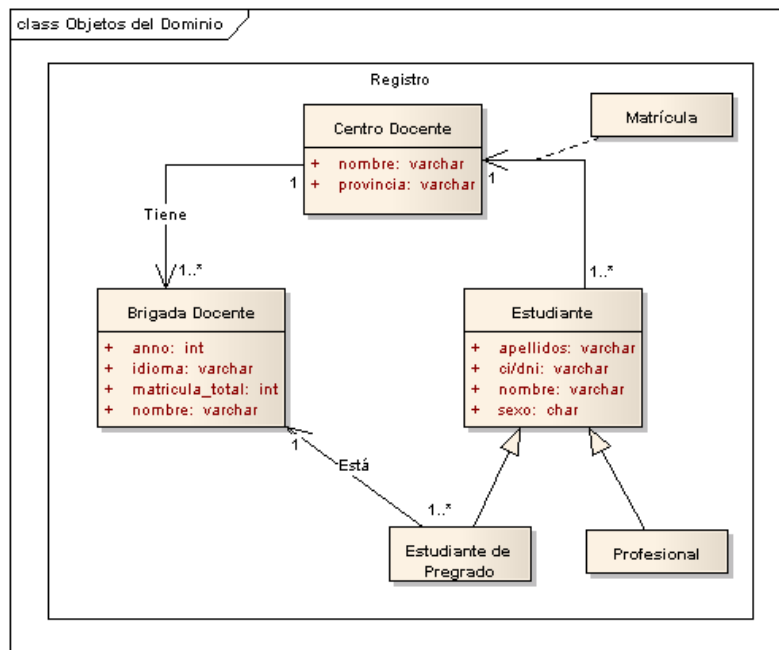 class Objetos del Dominio
Registro
Centro Docente
+ nombre: varchar
+ provincia: varchar
Matrícula
1
1
Tiene
1..*
1..*
Brigada Docente
+ anno: int
+ idioma: varchar
+ matricula_total: int
+ nombre: varchar
Estudiante
+ apellidos: varchar
+ ci/dni: varchar
+ nombre: varchar
+ sexo: char
1
Está
1..*
Estudiante de
Pregrado
Profesional